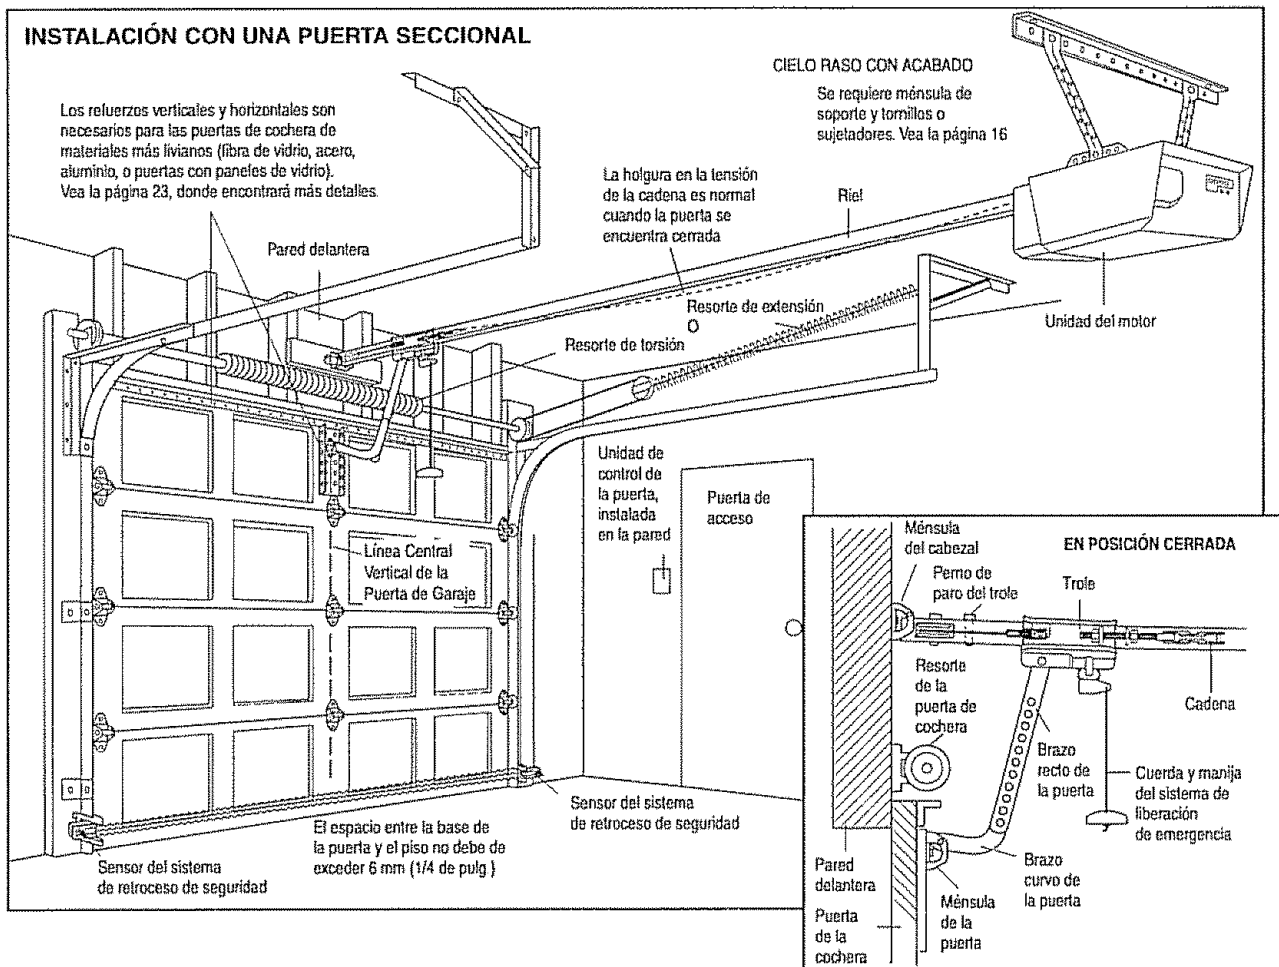 INSTALACIÓN CON UNA PUERTA SECCIONAL
Los refuerzos verticales y horizontales son
necesarios para las puertas de cochera de
materiales más livianos (fibra de vidrio, acero,
aluminio, o puertas con paneles de vidrio).
Vea la página 23, donde encontrará más detalles.
Pared delantera
CIELO RASO CON ACABADO
Se requiere ménsula de
soporte y tornillos o
sujetadores. Vea la página 16
La holgura en la tensión
de la cadena es normal
cuando la puerta se
encuentra cerrada
Riel
Unidad del motor
Resorte de extensión
O
Resorte de torsión
Unidad de
control de
la puerta,
instalada
en la pared
Puerta de
acceso
Línea Central
Vertical de la
Puerta de Garaje
Sensor del sistema
de retroceso de seguridad
El espacio entre la base de
la puerta y el piso no debe de
exceder 6 mm (1/4 de pulg.)
Sensor del sistema
de retroceso de seguridad
EN POSICIÓN CERRADA
Ménsula
del cabezal
Perno de
paro del trole
Trole
Cadena
Resorte
de la
puerta de
cochera
Brazo
recto de
la puerta
Cuerda y manija
del sistema de
liberación
de emergencia
Pared
delantera
Brazo
curvo de
la puerta
Ménsula
de la
puerta
Puerta
de la
cochera